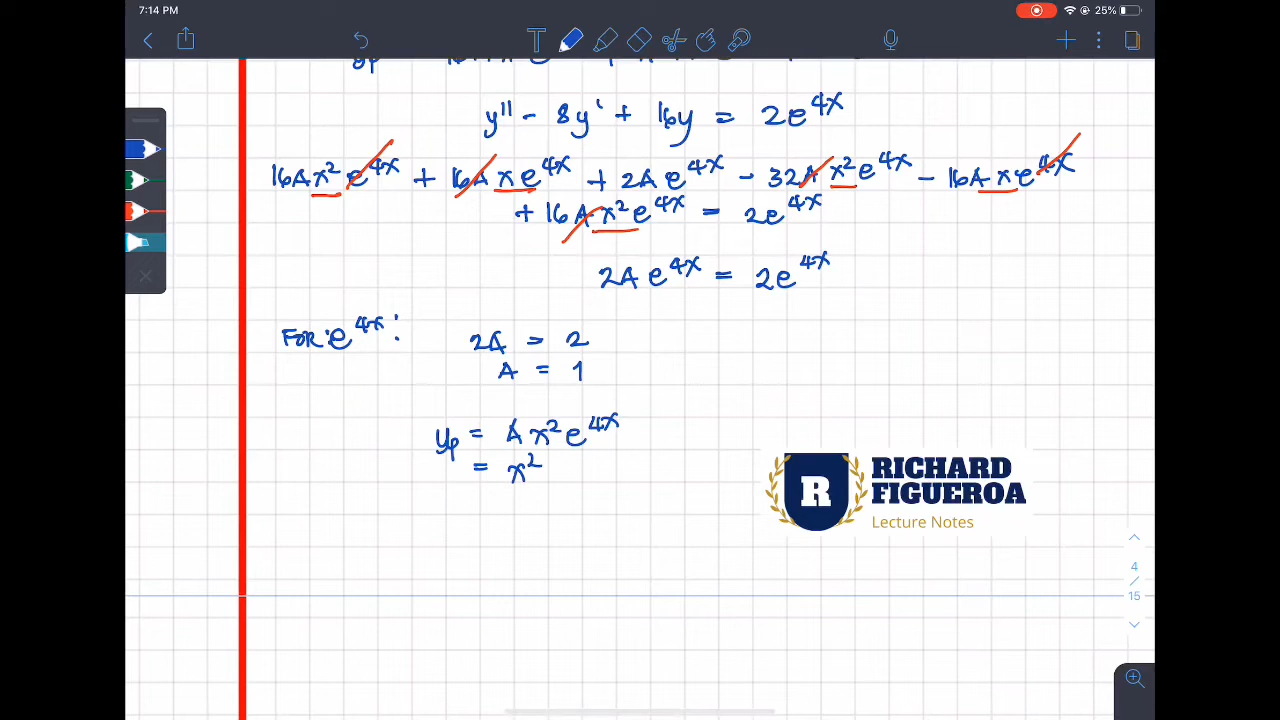 7:14 PM
25%
T
y'' - 8y' + 16y = 2e^{4x}
16Ax²e^{4x} + 16Axe^{4x} + 2Ae^{4x} - 32Ax²e^{4x} - 16Axe^{4x}
+ 16Ax²e^{4x} = 2e^{4x}
2Ae^{4x} = 2e^{4x}
FOR e^{4x}: 2A = 2
A = 1
yp = Ax²e^{4x}
= x²
R
RICHARD
FIGUEROA
Lecture Notes
4
/
15